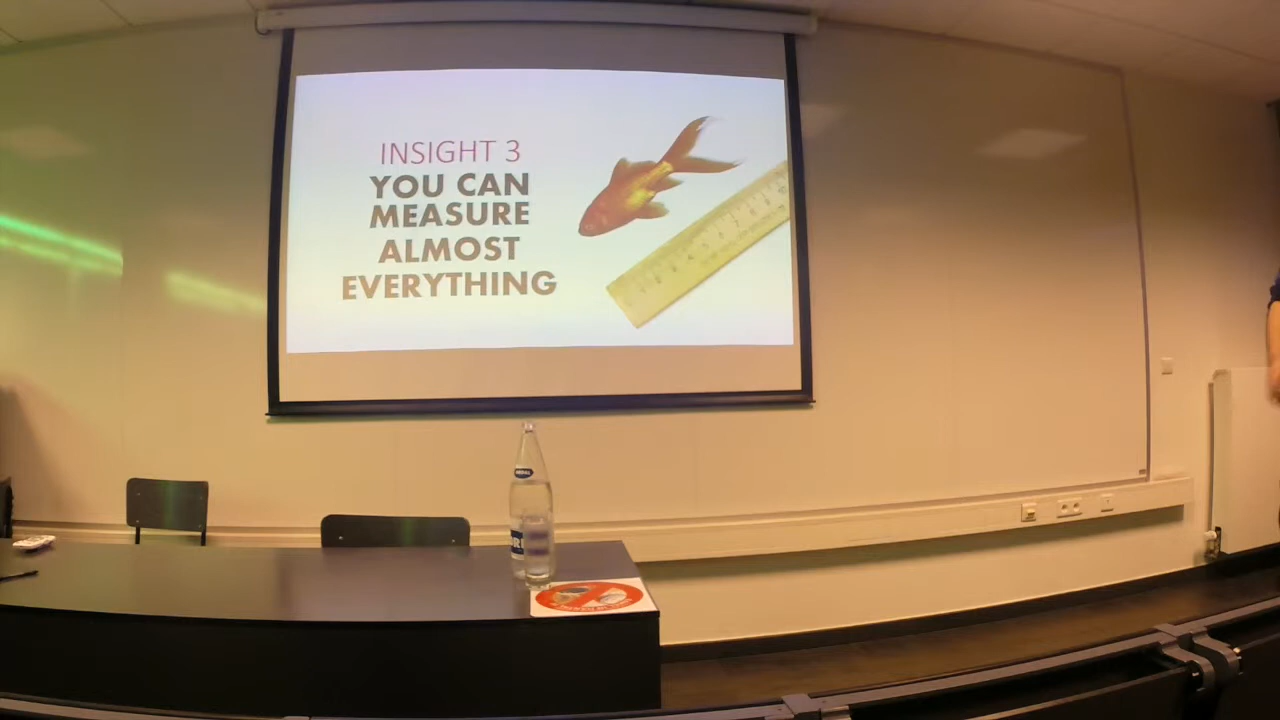 INSIGHT 3
YOU CAN
MEASURE
ALMOST
EVERYTHING